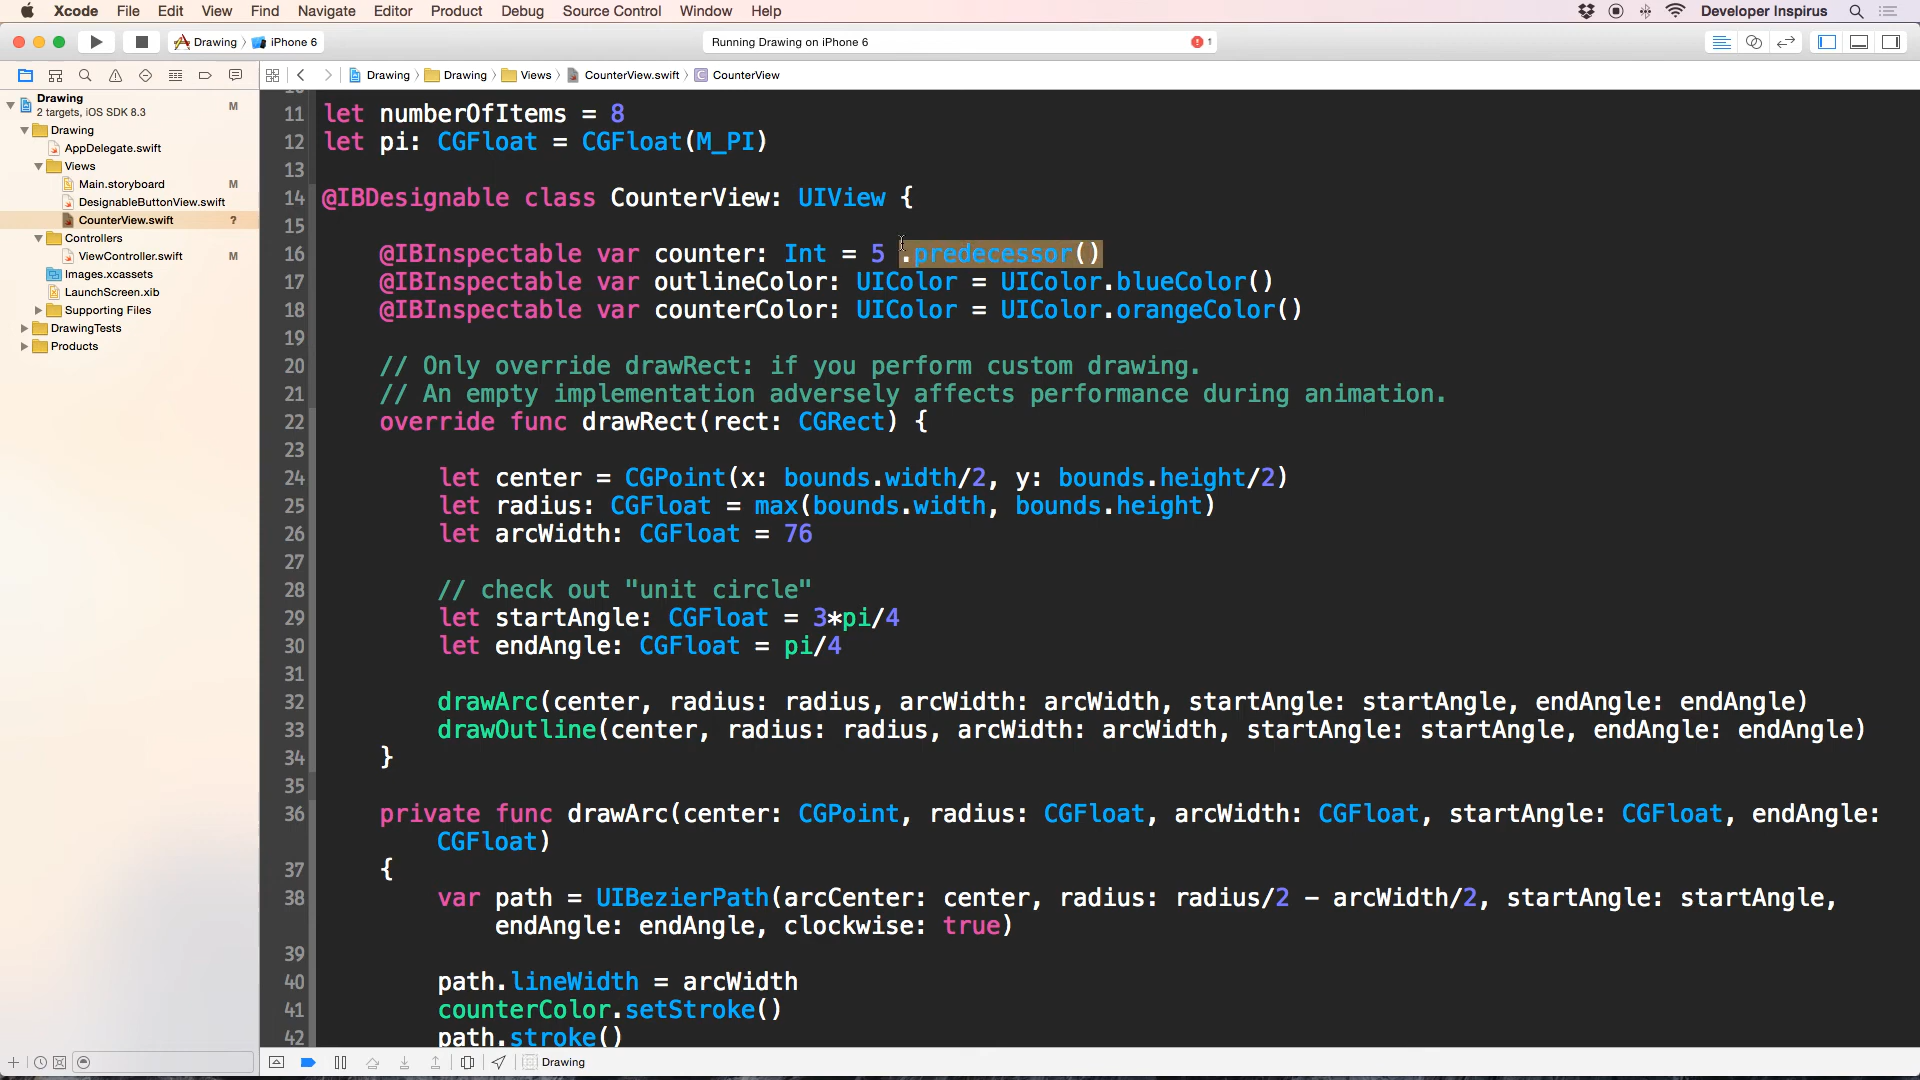 Xcode File Edit View Find Navigate Editor Product Debug Source Control Window Help Developer Inspirus
Drawing iPhone 6 Running Drawing on iPhone 6 1
Drawing Drawing Views CounterView.swift CounterView
Drawing
2 targets, iOS SDK 8.3 M
Drawing
AppDelegate.swift
Views
Main.storyboard M
DesignableButtonView.swift
CounterView.swift ?
Controllers
ViewController.swift M
Images.xcassets
LaunchScreen.xib
Supporting Files
DrawingTests
Products
11 let numberOfItems = 8
12 let pi: CGFloat = CGFloat(M_PI)
13
14 @IBDesignable class CounterView: UIView {
15
16 @IBInspectable var counter: Int = 5 .predecessor()
17 @IBInspectable var outlineColor: UIColor = UIColor.blueColor()
18 @IBInspectable var counterColor: UIColor = UIColor.orangeColor()
19
20 // Only override drawRect: if you perform custom drawing.
21 // An empty implementation adversely affects performance during animation.
22 override func drawRect(rect: CGRect) {
23
24 let center = CGPoint(x: bounds.width/2, y: bounds.height/2)
25 let radius: CGFloat = max(bounds.width, bounds.height)
26 let arcWidth: CGFloat = 76
27
28 // check out "unit circle"
29 let startAngle: CGFloat = 3*pi/4
30 let endAngle: CGFloat = pi/4
31
32 drawArc(center, radius: radius, arcWidth: arcWidth, startAngle: startAngle, endAngle: endAngle)
33 drawOutline(center, radius: radius, arcWidth: arcWidth, startAngle: startAngle, endAngle: endAngle)
34 }
35
36 private func drawArc(center: CGPoint, radius: CGFloat, arcWidth: CGFloat, startAngle: CGFloat, endAngle:
CGFloat)
37 {
38 var path = UIBezierPath(arcCenter: center, radius: radius/2 - arcWidth/2, startAngle: startAngle,
endAngle: endAngle, clockwise: true)
39
40 path.lineWidth = arcWidth
41 counterColor.setStroke()
42 path.stroke()
Drawing